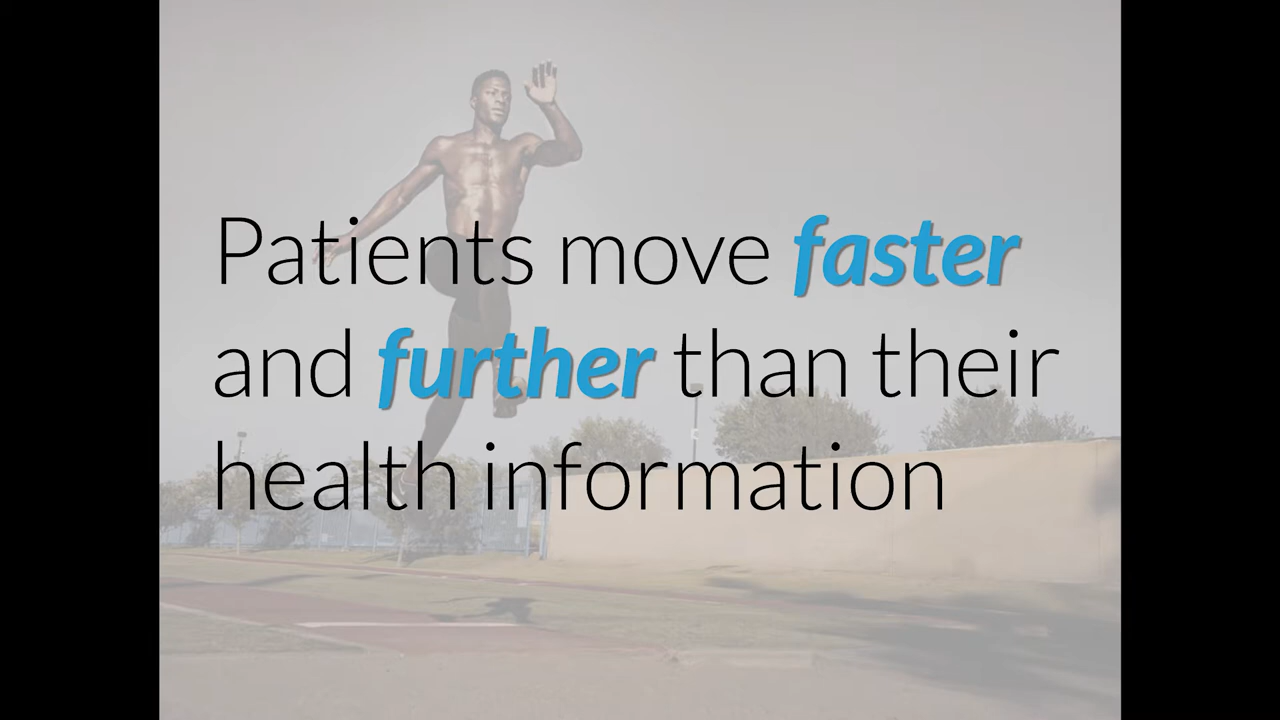 Patients move faster
and further than their
health information